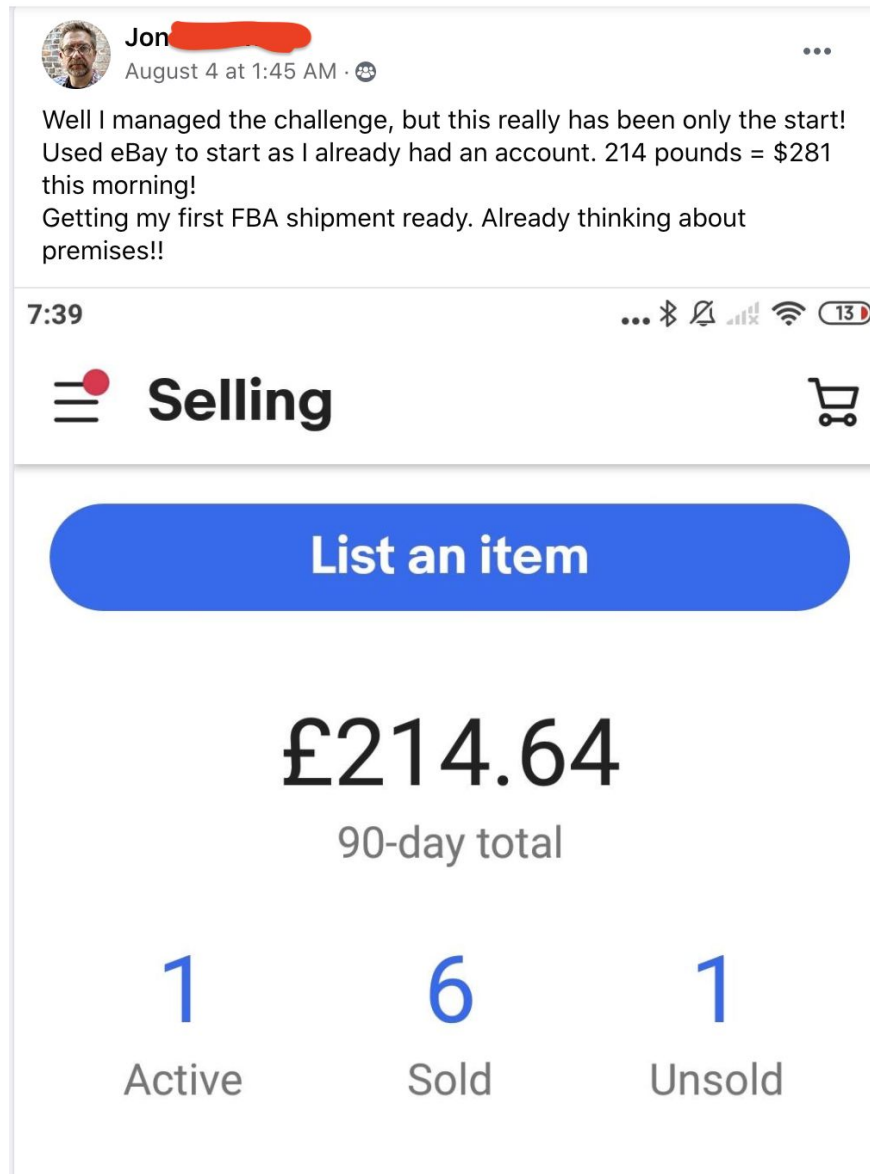 Jon
August 4 at 1:45 AM ·
Well I managed the challenge, but this really has been only the start!
Used eBay to start as I already had an account. 214 pounds = $281
this morning!
Getting my first FBA shipment ready. Already thinking about
premises!!
7:39
13
Selling
List an item
£214.64
90-day total
1 6 1
Active Sold Unsold